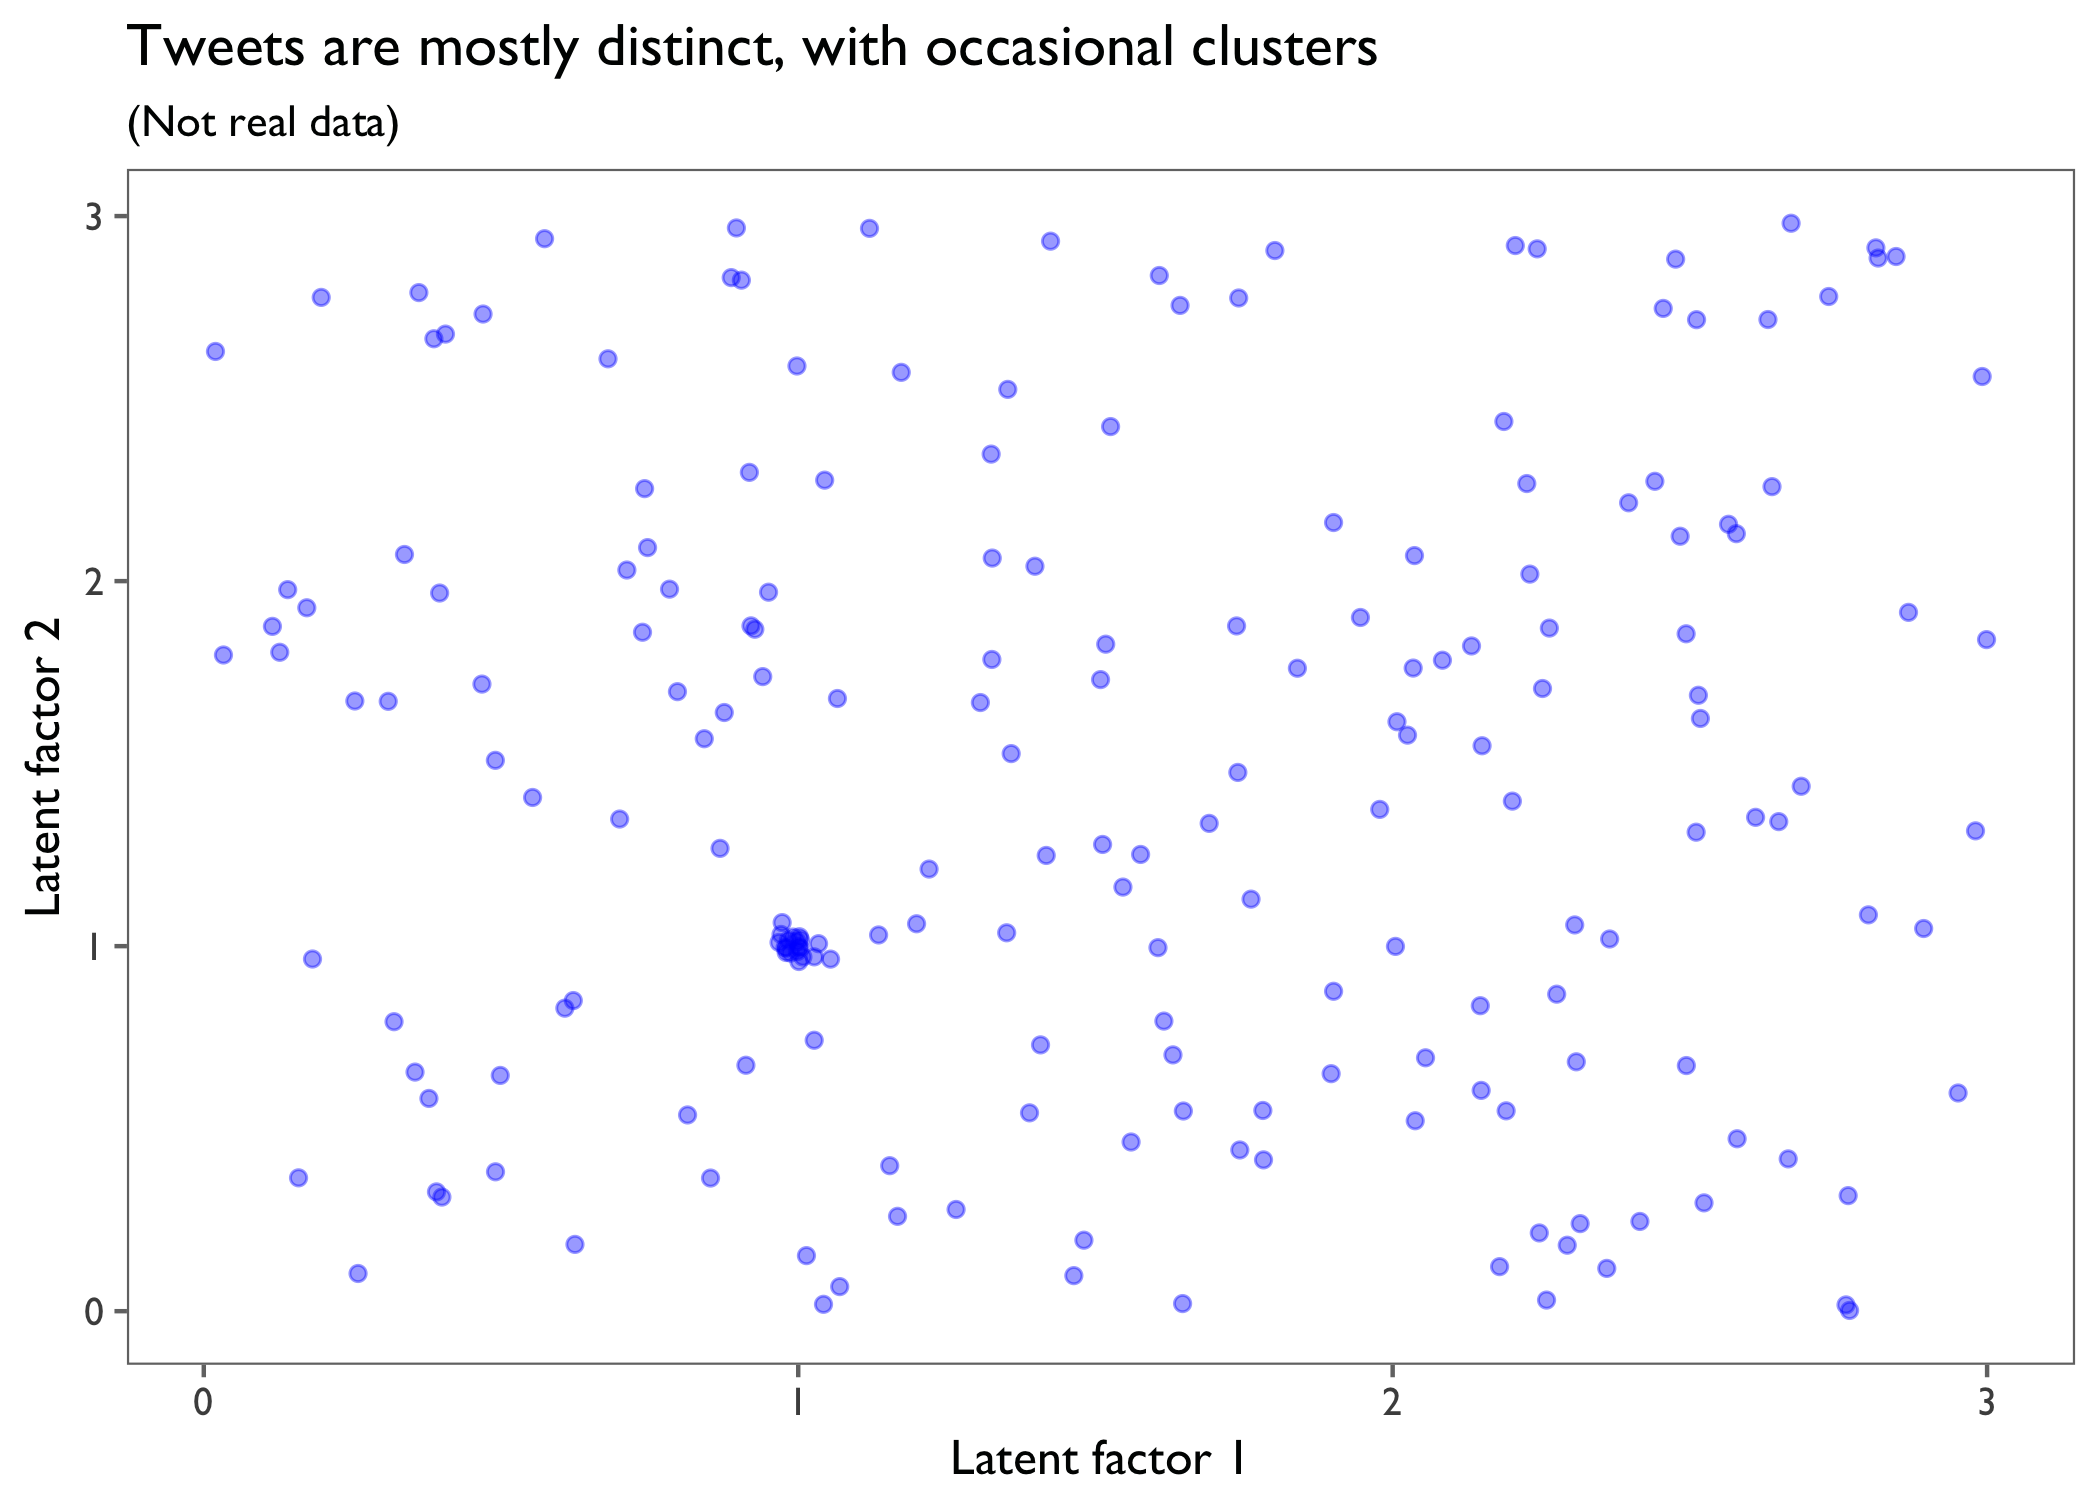 Tweets are mostly distinct, with occasional clusters
(Not real data)
3
2
1
0
Latent factor 2
0
1
2
3
Latent factor 1